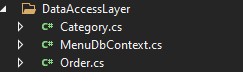 DataAccessLayer
C# Category.cs
C# MenuDbContext.cs
C# Order.cs